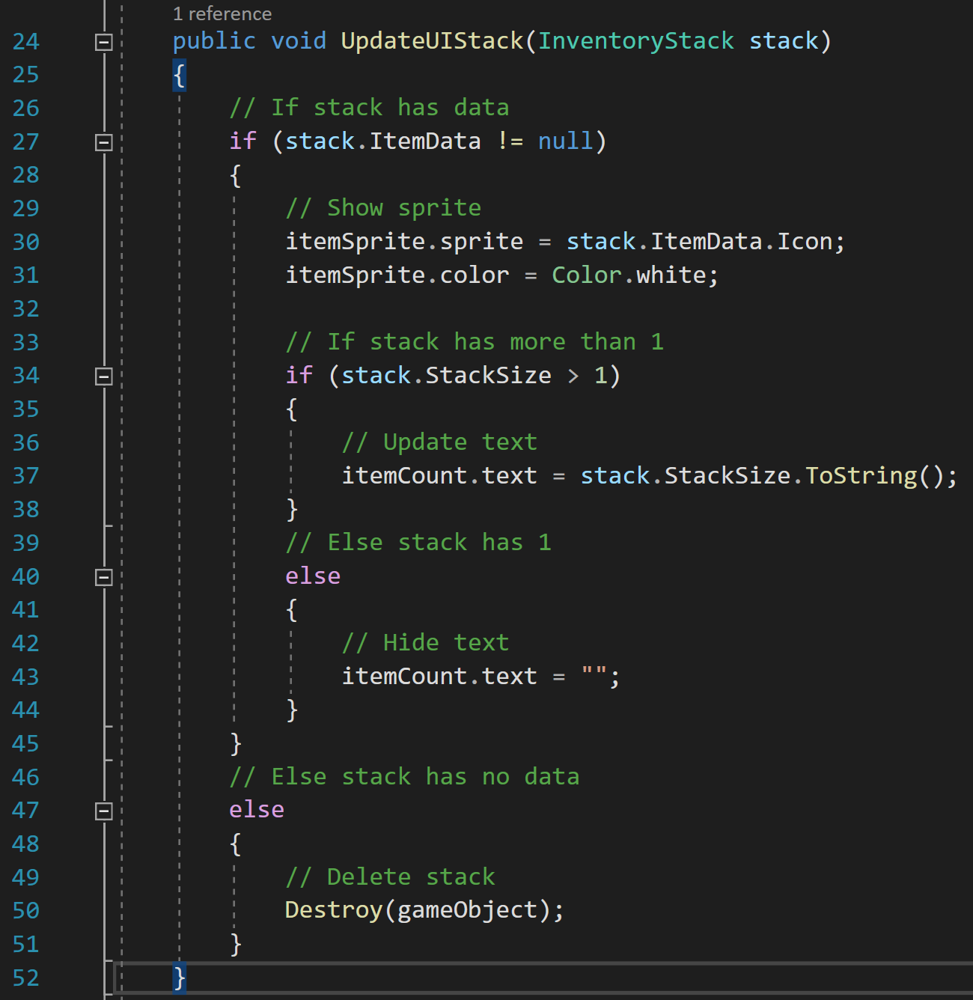 1 reference
24 public void UpdateUIStack(InventoryStack stack)
25 {
26 // If stack has data
27 if (stack.ItemData != null)
28 {
29 // Show sprite
30 itemSprite.sprite = stack.ItemData.Icon;
31 itemSprite.color = Color.white;
32
33 // If stack has more than 1
34 if (stack.StackSize > 1)
35 {
36 // Update text
37 itemCount.text = stack.StackSize.ToString();
38 }
39 // Else stack has 1
40 else
41 {
42 // Hide text
43 itemCount.text = "";
44 }
45 }
46 // Else stack has no data
47 else
48 {
49 // Delete stack
50 Destroy(gameObject);
51 }
52 }